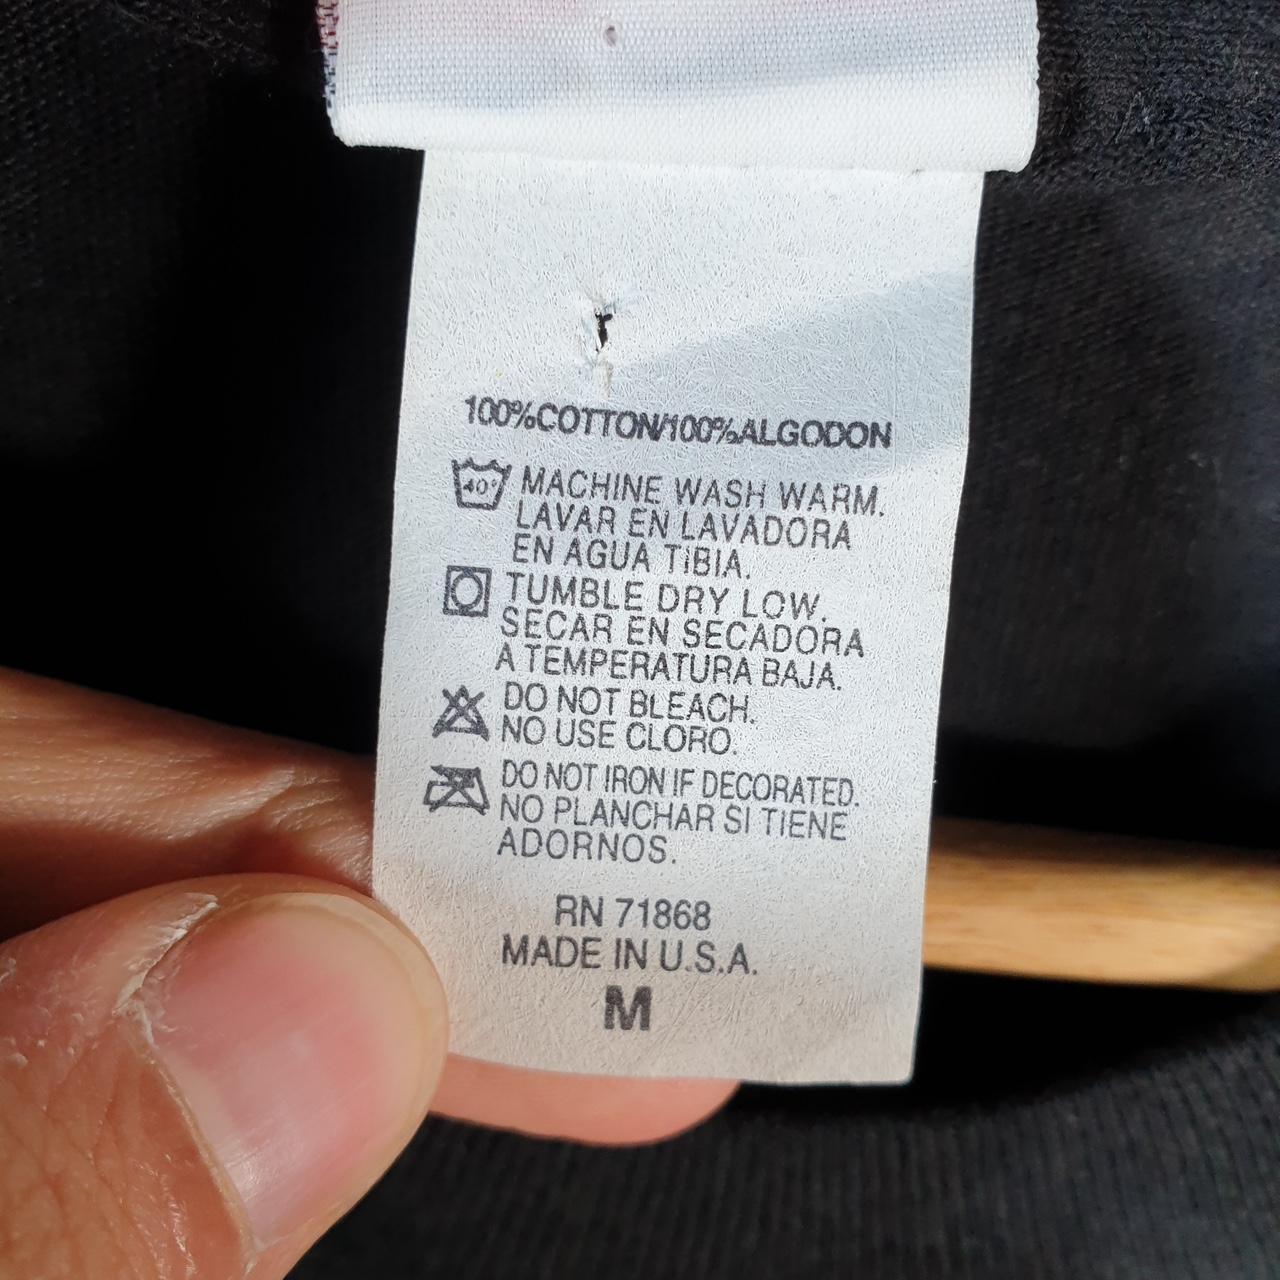 100%COTTON/100%ALGODON
40° MACHINE WASH WARM.
LAVAR EN LAVADORA
EN AGUA TIBIA.
TUMBLE DRY LOW.
SECAR EN SECADORA
A TEMPERATURA BAJA.
DO NOT BLEACH.
NO USE CLORO.
DO NOT IRON IF DECORATED.
NO PLANCHAR SI TIENE
ADORNOS.
RN 71868
MADE IN U.S.A.
M